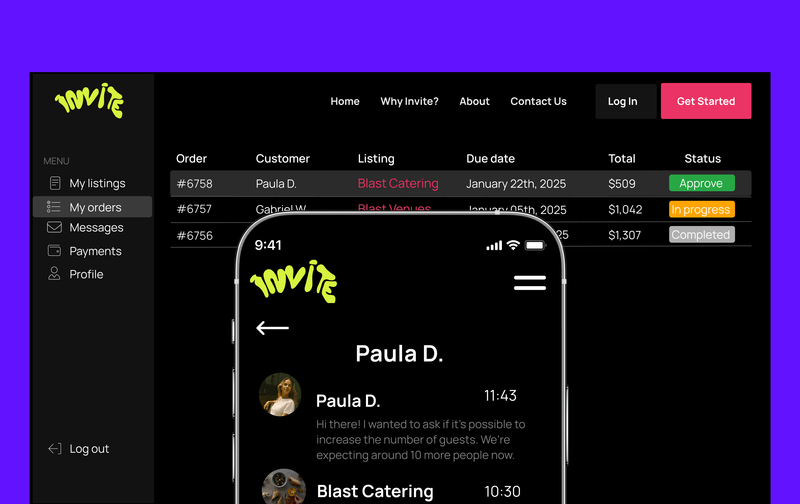 INVITE
Home Why Invite? About Contact Us Log In Get Started
MENU
My listings
My orders
Messages
Payments
Profile
Log out
Order Customer Listing Due date Total Status
#6758 Paula D. Blast Catering January 22th, 2025 $509 Approve
#6757 Gabriel W. Blast Venues January 05th, 2025 $1,042 In progress
#6756 25 $1,307 Completed
9:41
INVITE
Paula D.
Paula D. 11:43
Hi there! I wanted to ask if it's possible to
increase the number of guests. We're
expecting around 10 more people now.
Blast Catering 10:30